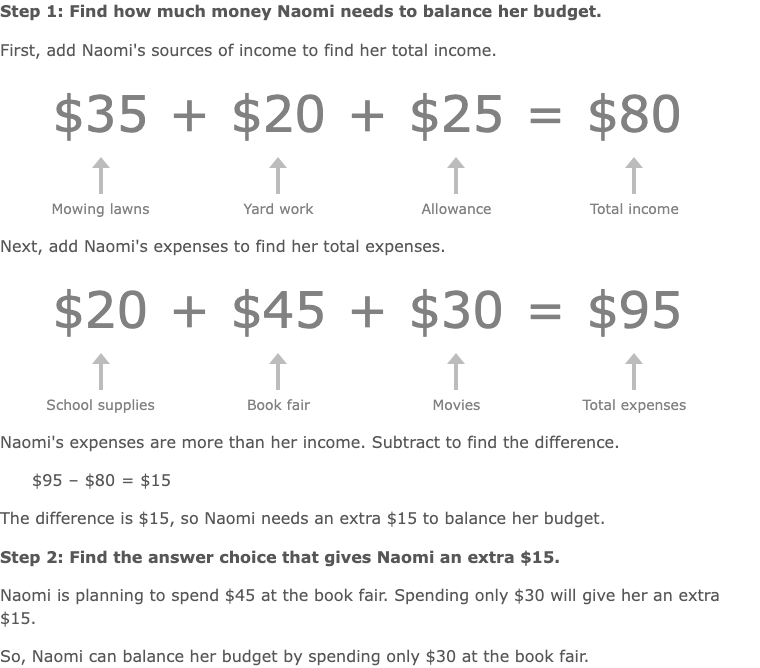 Step 1: Find how much money Naomi needs to balance her budget.
First, add Naomi's sources of income to find her total income.
$35 + $20 + $25 = $80
Mowing lawns Yard work Allowance Total income
Next, add Naomi's expenses to find her total expenses.
$20 + $45 + $30 = $95
School supplies Book fair Movies Total expenses
Naomi's expenses are more than her income. Subtract to find the difference.
$95 – $80 = $15
The difference is $15, so Naomi needs an extra $15 to balance her budget.
Step 2: Find the answer choice that gives Naomi an extra $15.
Naomi is planning to spend $45 at the book fair. Spending only $30 will give her an extra
$15.
So, Naomi can balance her budget by spending only $30 at the book fair.